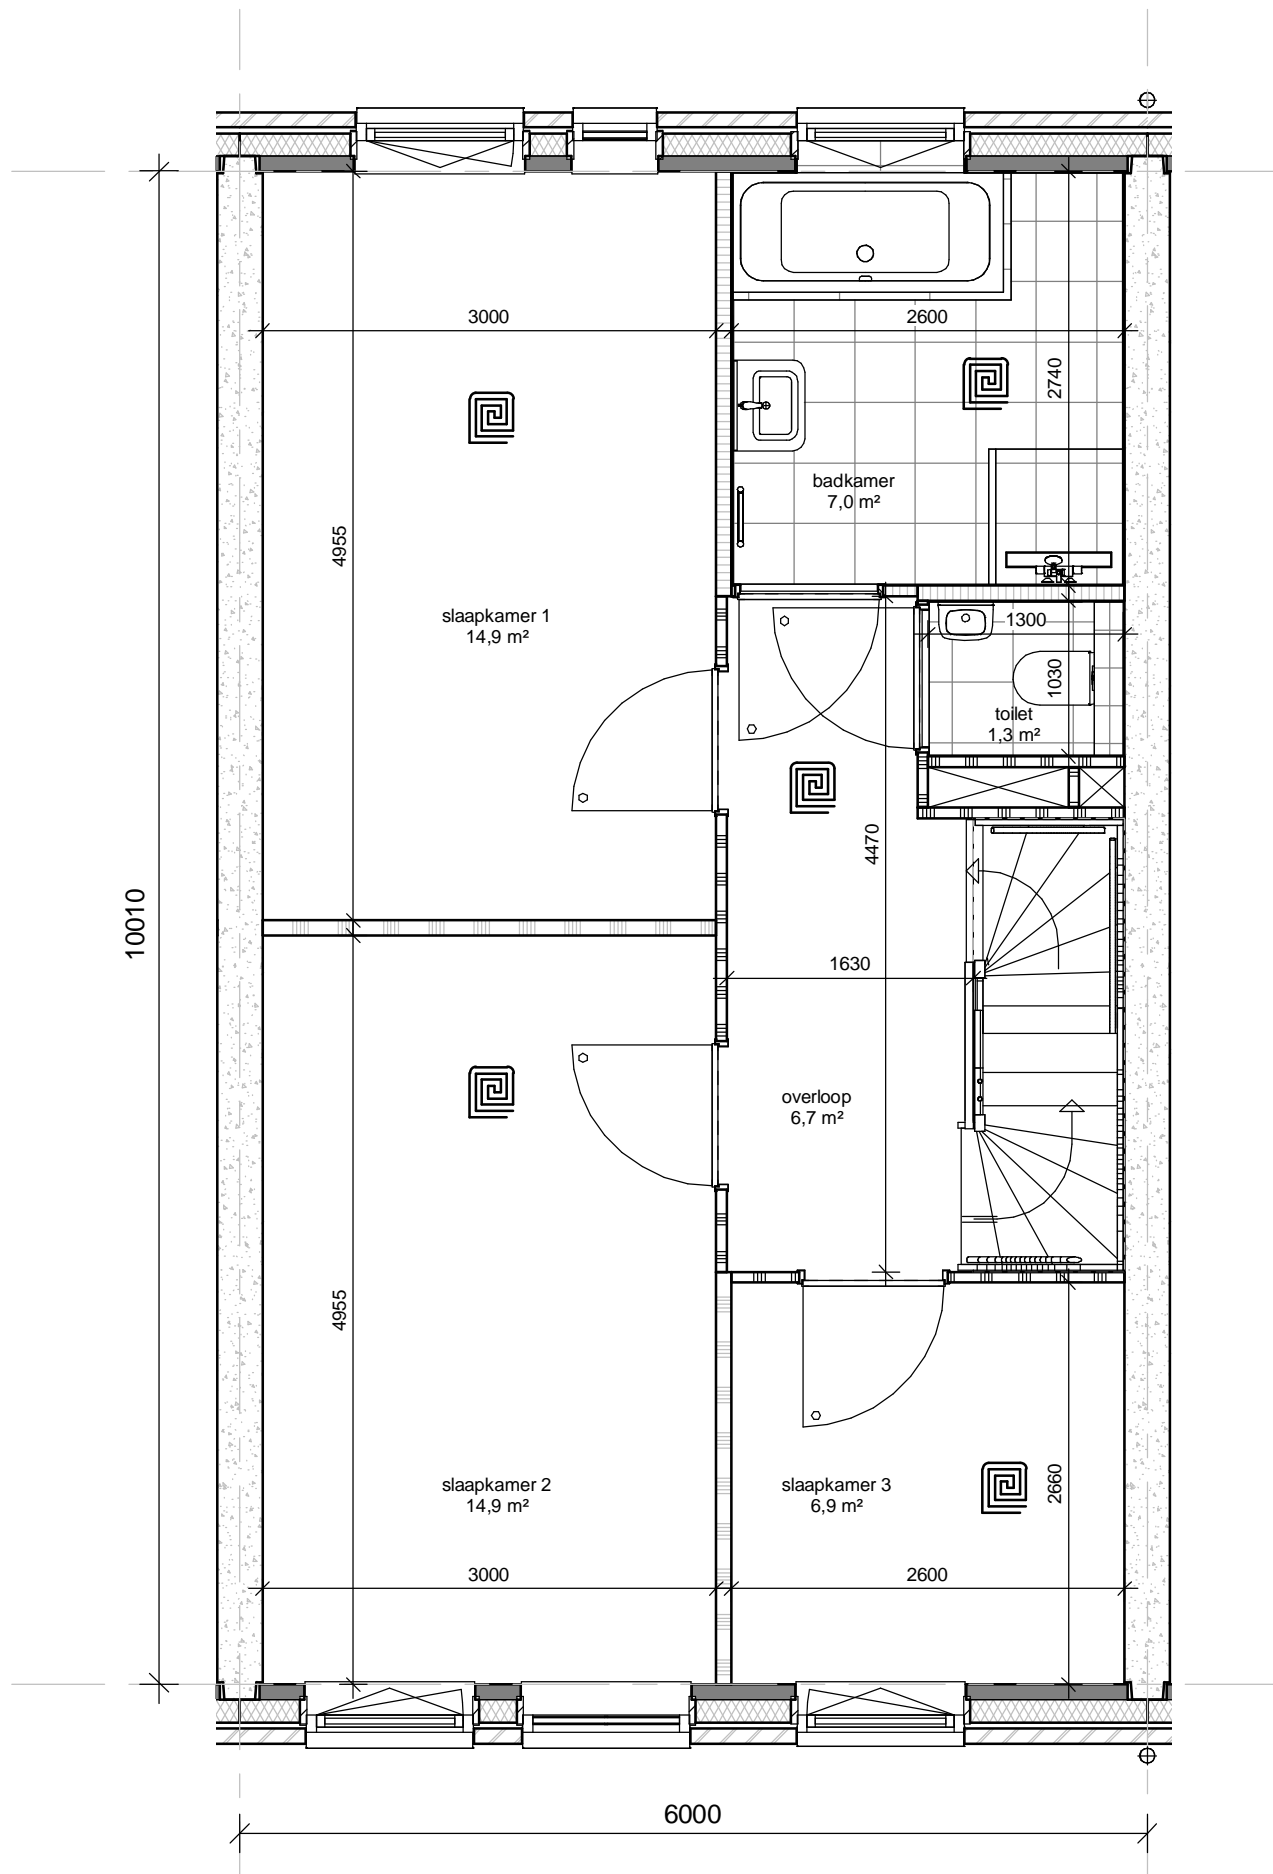 3000
2600
2740
badkamer
7,0 m²
4955
slaapkamer 1
14,9 m²
1300
1030
toilet
1,3 m²
4470
10010
1630
overloop
6,7 m²
4955
slaapkamer 2
14,9 m²
slaapkamer 3
6,9 m²
2660
3000
2600
6000